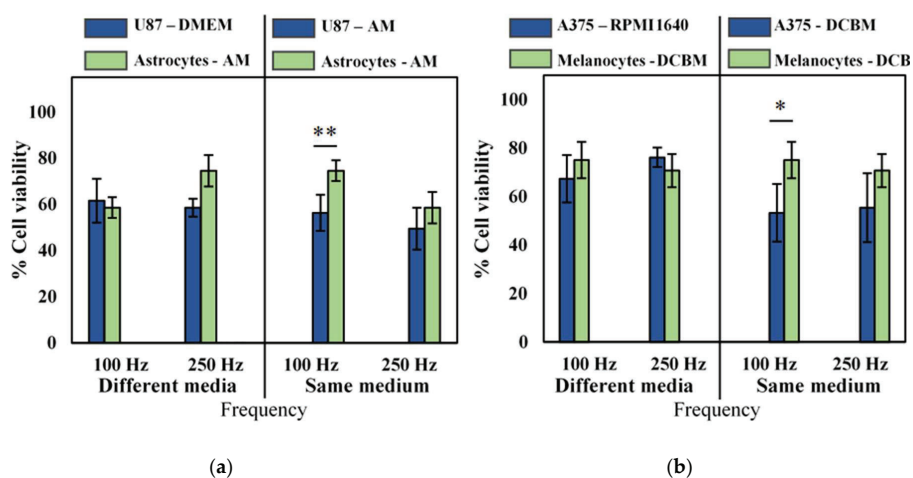 (a)
U87 – DMEM
Astrocytes - AM
U87 – AM
Astrocytes - AM
% Cell viability
100
80
60
40
20
0
**
100 Hz
250 Hz
100 Hz
250 Hz
Different media
Same medium
Frequency
(a)
A375 – RPMI1640
Melanocytes - DCBM
A375 - DCBM
Melanocytes - DCB
% Cell viability
100
80
60
40
20
0
*
100 Hz
250 Hz
100 Hz
250 Hz
Different media
Same medium
Frequency
(b)